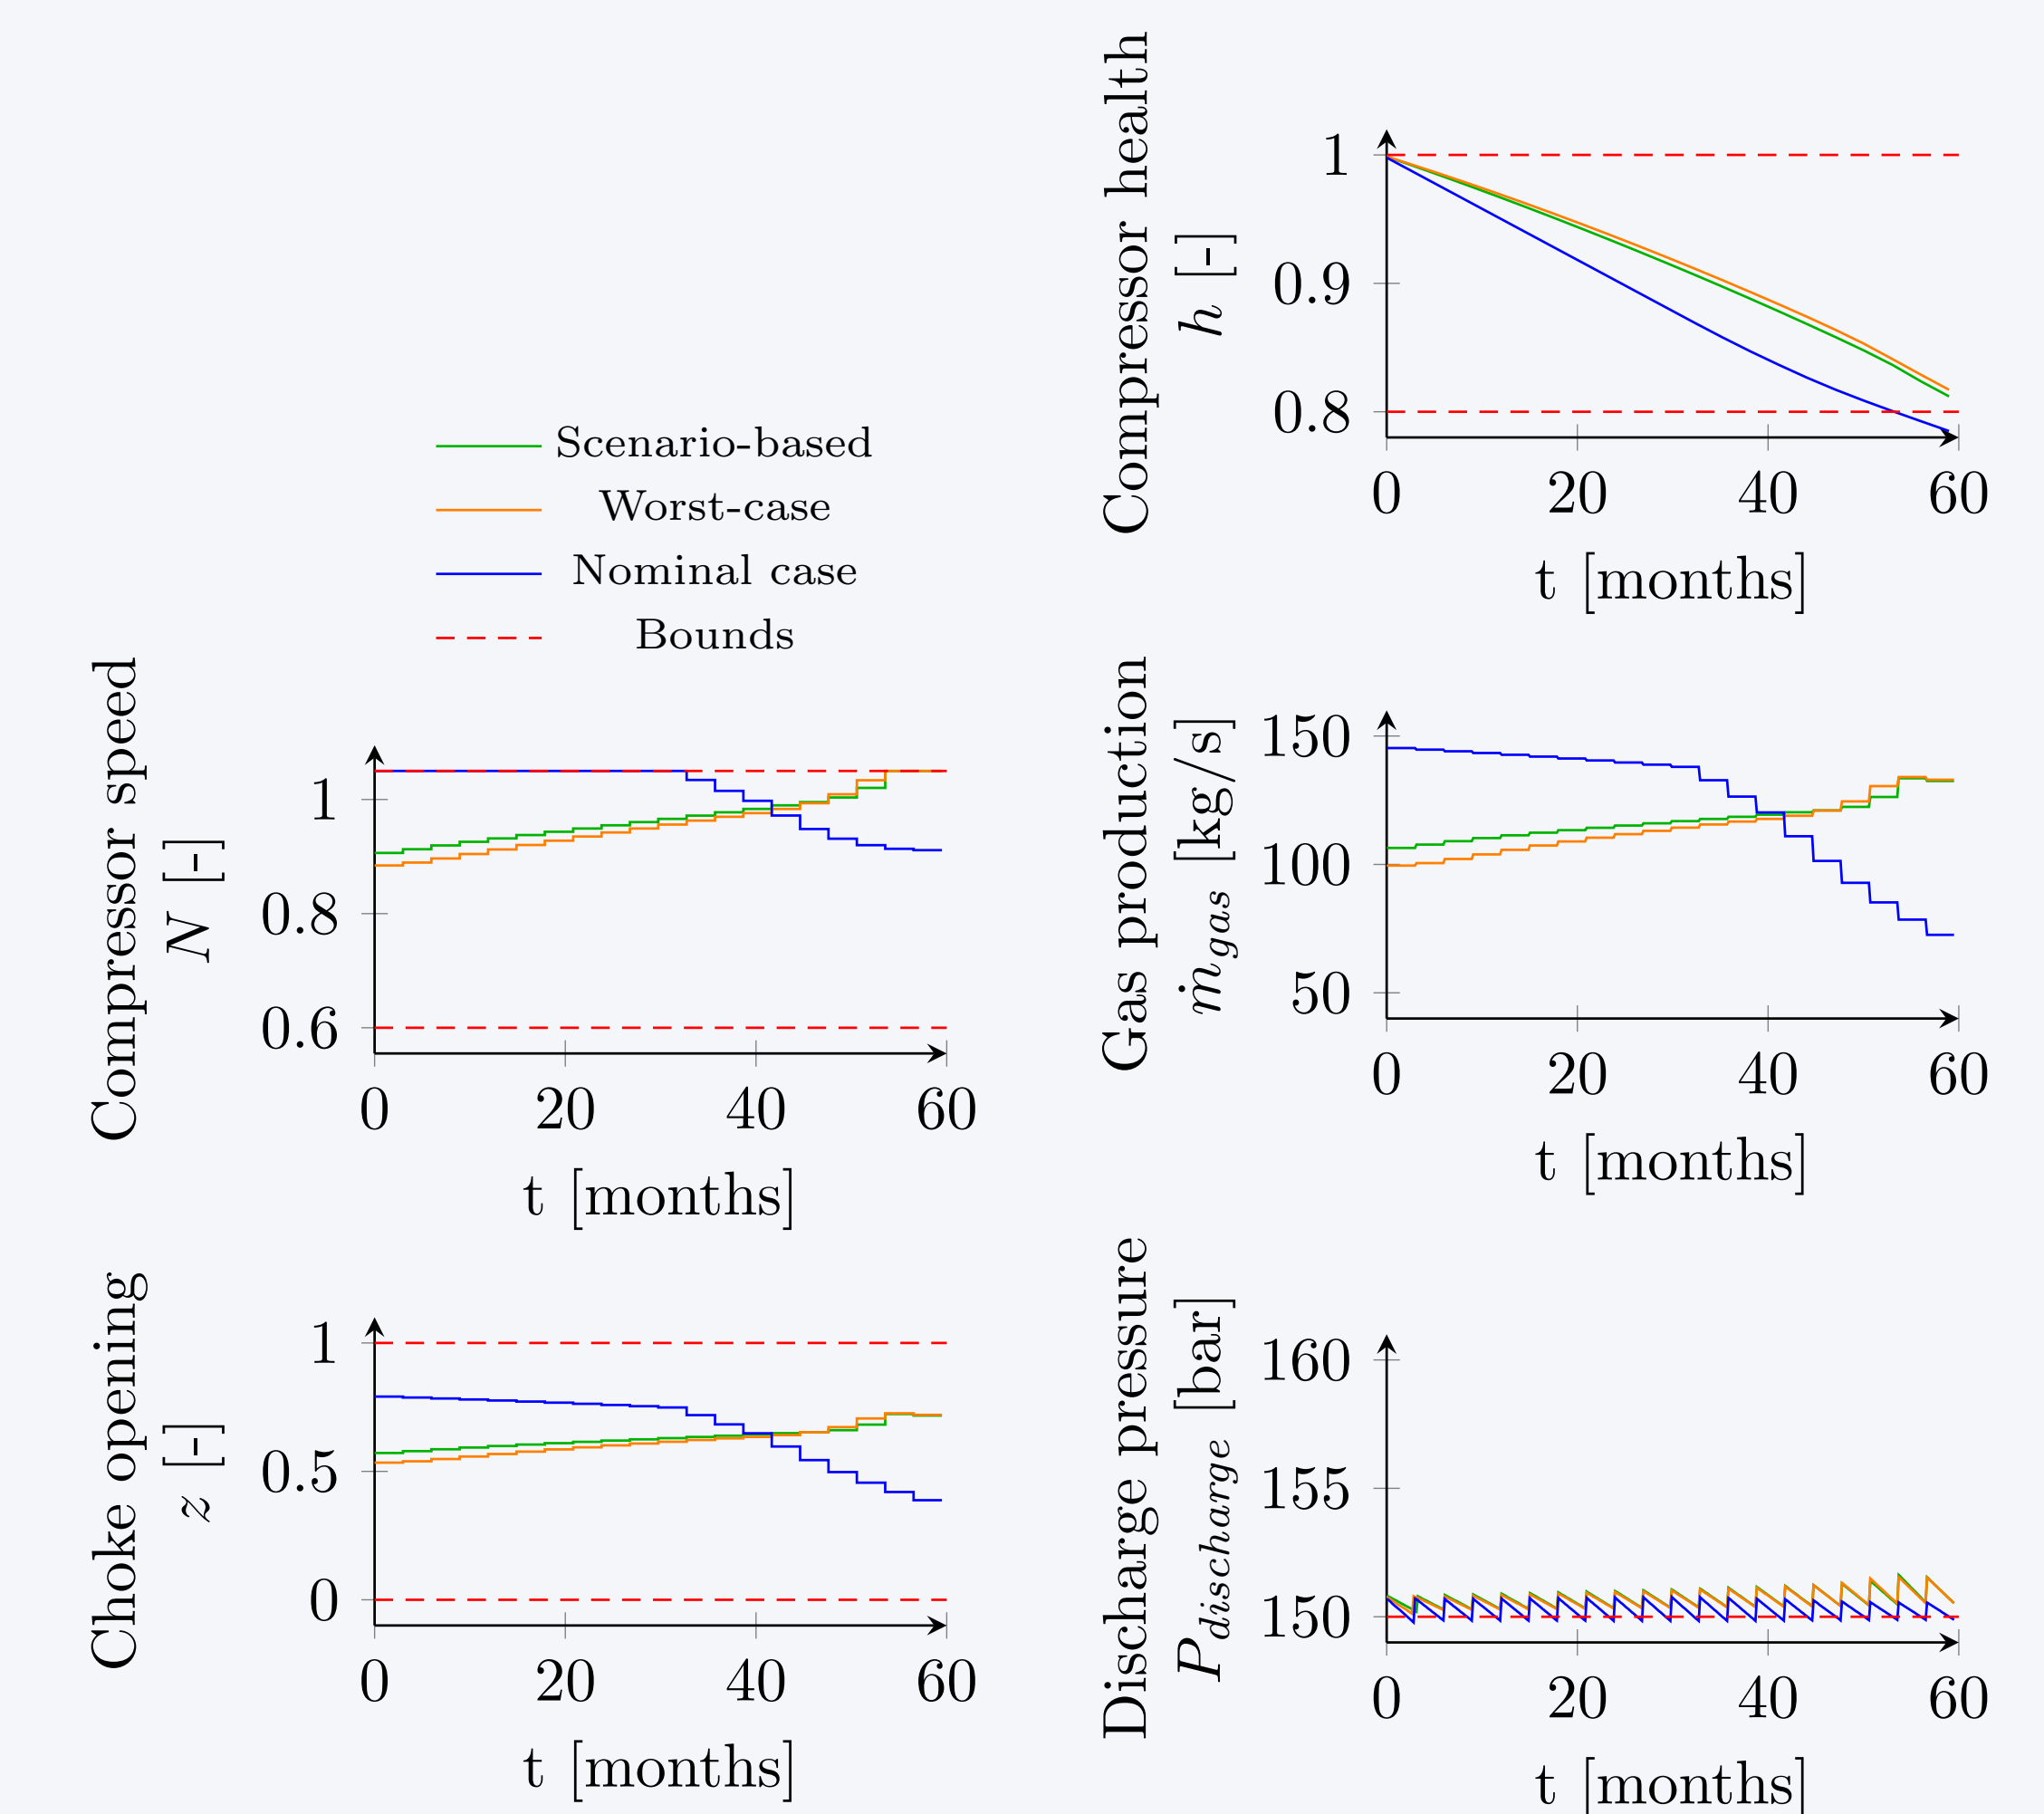 Compressor health
h [-]
1
0.9
0.8
0 20 40 60
t [months]
Scenario-based
Worst-case
Nominal case
Bounds
Compressor speed
N [-]
1
0.8
0.6
0 20 40 60
t [months]
Gas production
ṁgas [kg/s]
150
100
50
0 20 40 60
t [months]
Choke opening
z [-]
1
0.5
0
0 20 40 60
t [months]
Discharge pressure
Pdischarge [bar]
160
155
150
0 20 40 60
t [months]